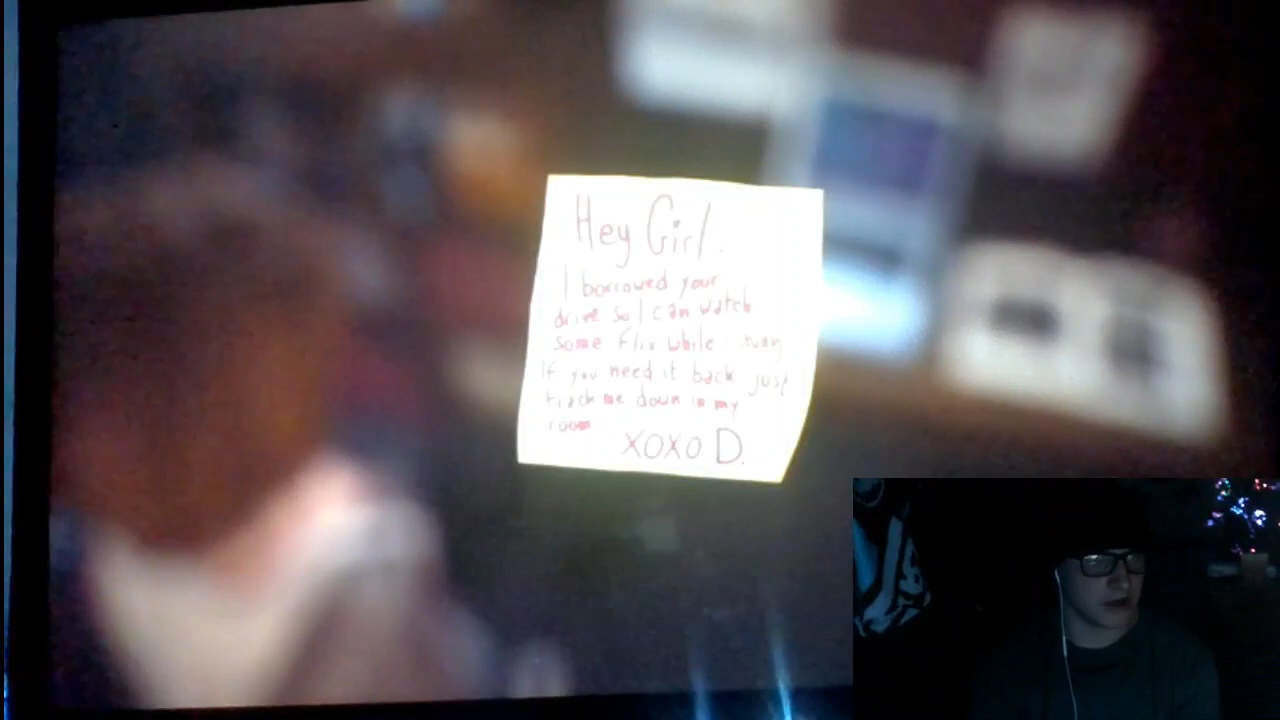 Hey Girl.
I borrowed your
drive so I can watch
some Flix while
If you need it back just
track me down in my
room
XOXO D.